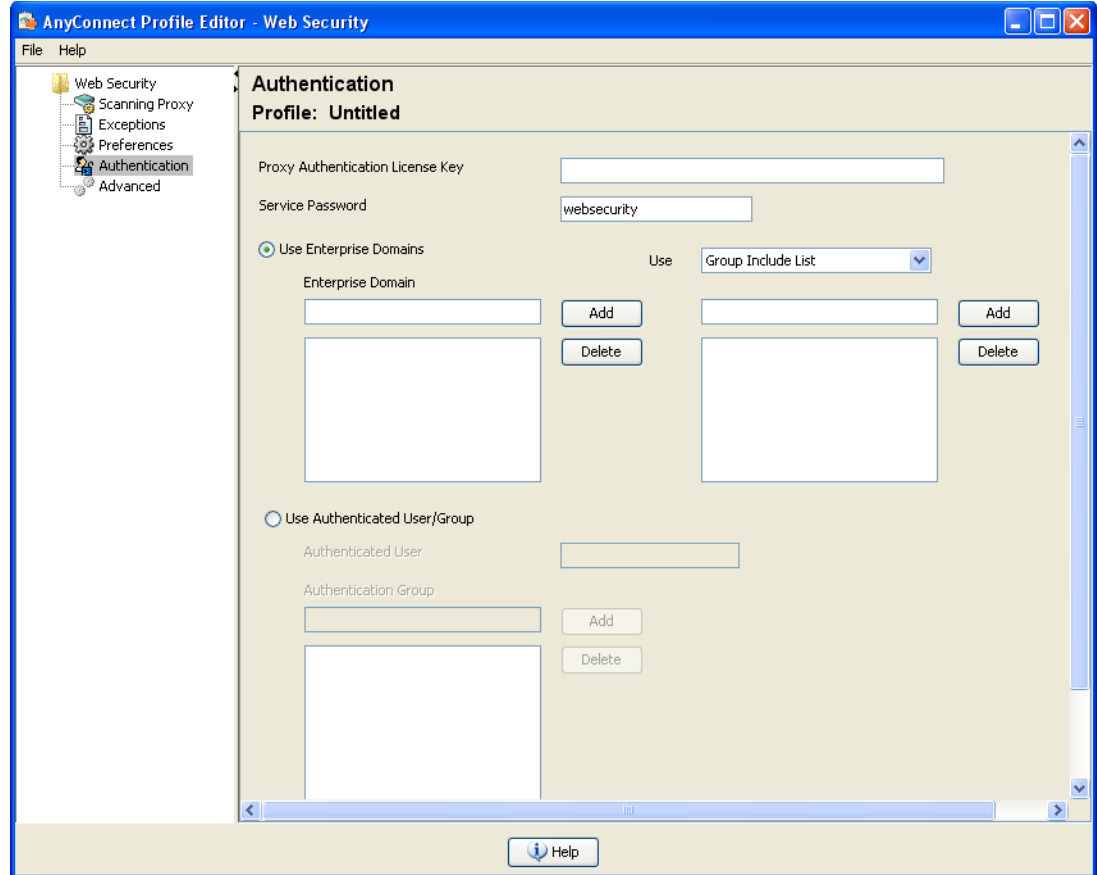 AnyConnect Profile Editor - Web Security
File Help
Web Security
Scanning Proxy
Exceptions
Preferences
Authentication
Advanced
Authentication
Profile: Untitled
Proxy Authentication License Key
Service Password websecurity
Use Enterprise Domains
Use Group Include List
Enterprise Domain
Add Add
Delete Delete
Use Authenticated User/Group
Authenticated User
Authentication Group
Add
Delete
Help